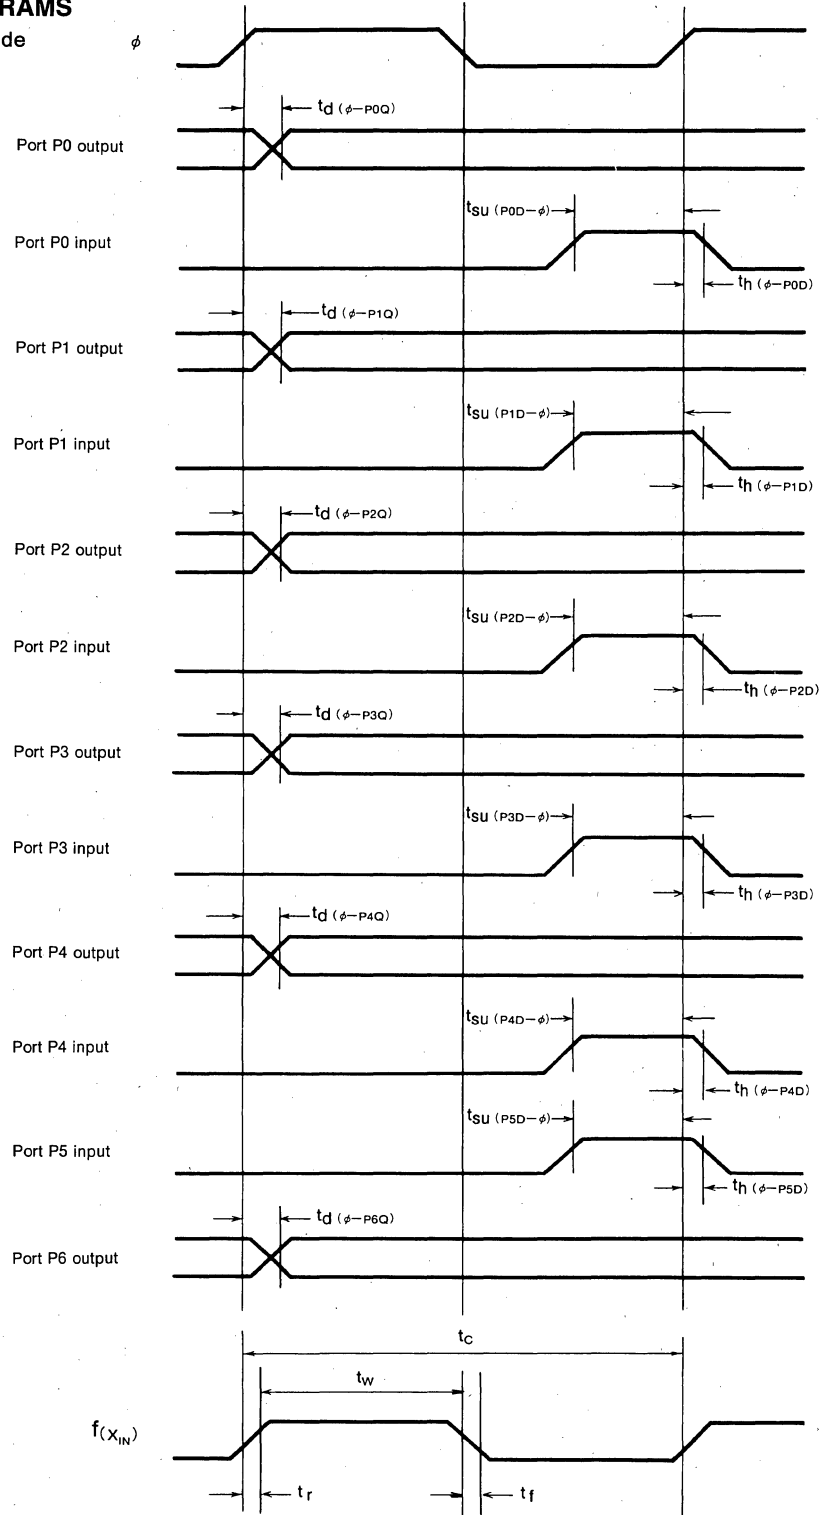 RAMS
de
ϕ
td (ϕ−P0Q)
Port P0 output
tsu (P0D−ϕ)
Port P0 input
th (ϕ−P0D)
td (ϕ−P1Q)
Port P1 output
tsu (P1D−ϕ)
Port P1 input
th (ϕ−P1D)
td (ϕ−P2Q)
Port P2 output
tsu (P2D−ϕ)
Port P2 input
th (ϕ−P2D)
td (ϕ−P3Q)
Port P3 output
tsu (P3D−ϕ)
Port P3 input
th (ϕ−P3D)
td (ϕ−P4Q)
Port P4 output
tsu (P4D−ϕ)
Port P4 input
th (ϕ−P4D)
tsu (P5D−ϕ)
Port P5 input
th (ϕ−P5D)
td (ϕ−P6Q)
Port P6 output
tC
tW
f(XIN)
tr
tf